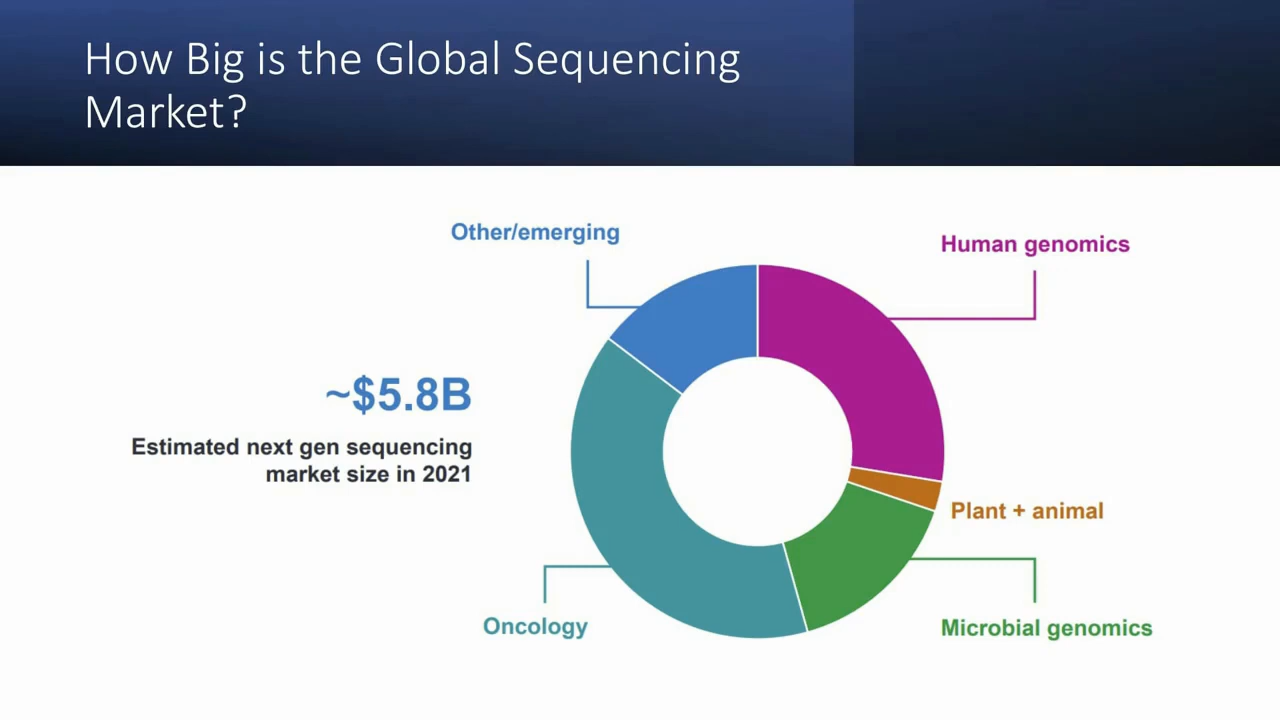 How Big is the Global Sequencing
Market?
Other/emerging
Human genomics
~$5.8B
Estimated next gen sequencing
market size in 2021
Plant + animal
Oncology
Microbial genomics